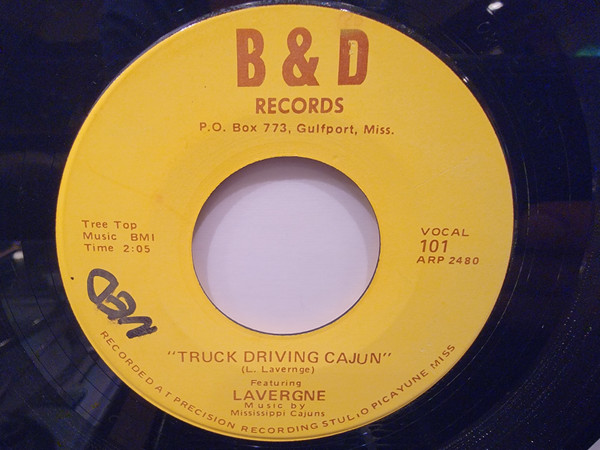 B & D
RECORDS
P.O. Box 773, Gulfport, Miss.
Tree Top
Music BMI
Time 2:05
VOCAL
101
ARP 2480
WED
"TRUCK DRIVING CAJUN"
(L. Lavernge)
Featuring
LAVERGNE
Music by
Mississippi Cajuns
RECORDED AT PRECISION RECORDING STUDIO PICAYUNE MISS